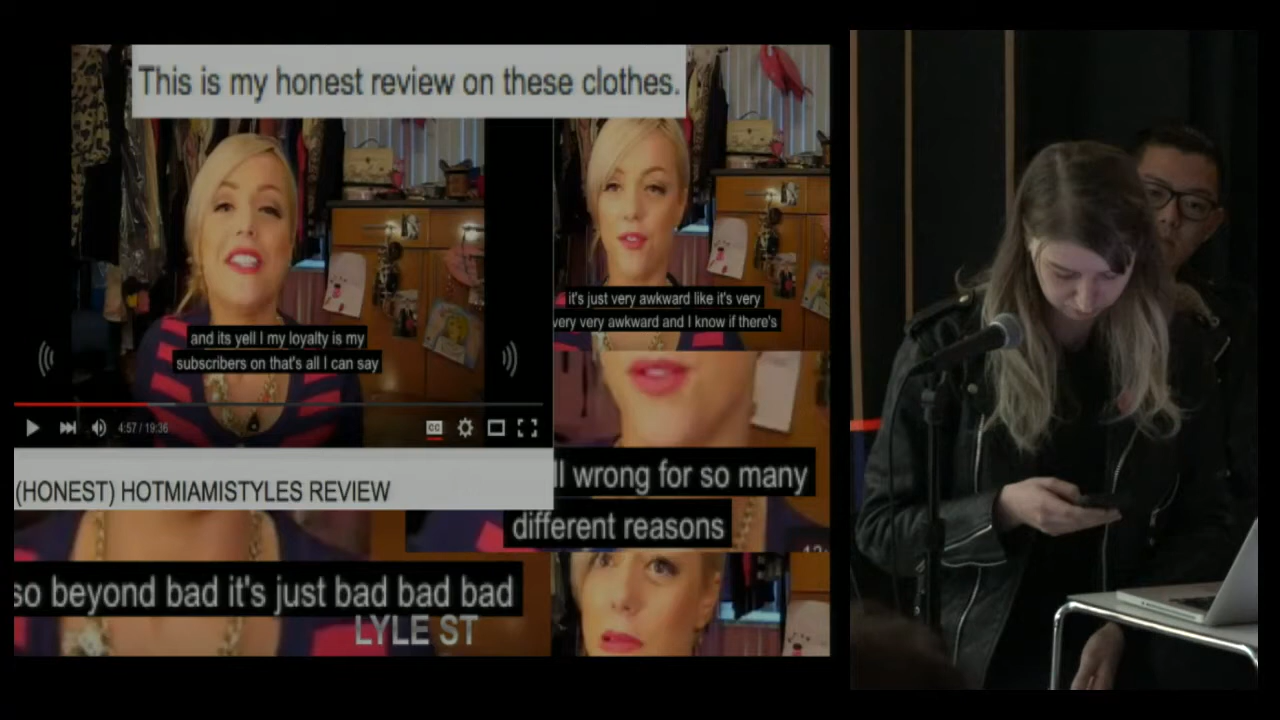 This is my honest review on these clothes.
and its yell I my loyalty is my
subscribers on that's all I can say
it's just very awkward like it's very
very very awkward and I know if there's
4:57 / 19:36
CC
ll wrong for so many
different reasons
(HONEST) HOTMIAMISTYLES REVIEW
so beyond bad it's just bad bad bad
LYLE ST